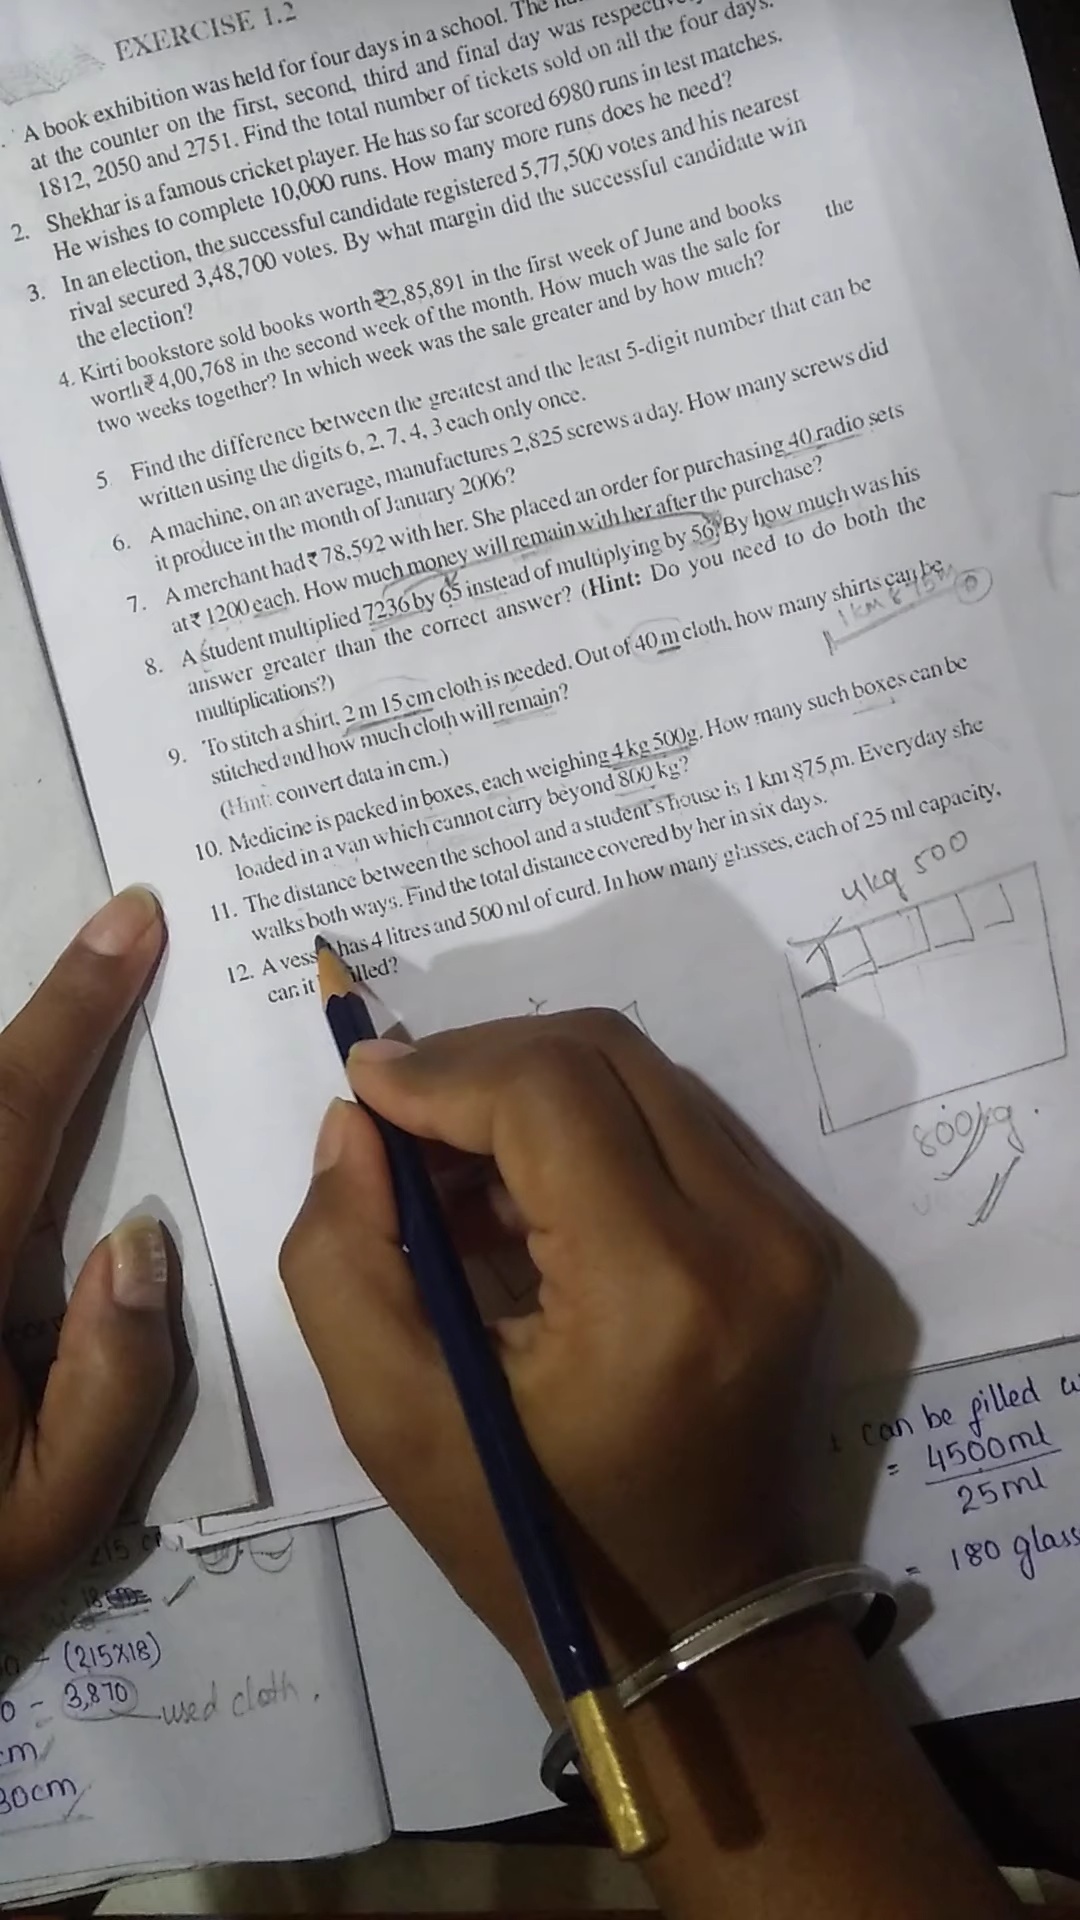 EXERCISE 1.2
A book exhibition was held for four days in a school. The
at the counter on the first, second, third and final day was
1812, 2050 and 2751. Find the total number of tickets sold on all the four days.
2. Shekhar is a famous cricket player. He has so far scored 6980 runs in test matches.
He wishes to complete 10,000 runs. How many more runs does he need?
3. In an election, the successful candidate registered 5,77,500 votes and his nearest
rival secured 3,48,700 votes. By what margin did the successful candidate win
the election?
4. Kirti bookstore sold books worth ₹2,85,891 in the first week of June and books
worth ₹4,00,768 in the second week of the month. How much was the sale for the
two weeks together? In which week was the sale greater and by how much?
5. Find the difference between the greatest and the least 5-digit number that can be
written using the digits 6, 2, 7, 4, 3 each only once.
6. A machine, on an average, manufactures 2,825 screws a day. How many screws did
it produce in the month of January 2006?
7. A merchant had ₹78,592 with her. She placed an order for purchasing 40 radio sets
at ₹1200 each. How much money will remain with her after the purchase?
8. A student multiplied 7236 by 65 instead of multiplying by 56. By how much was his
answer greater than the correct answer? (Hint: Do you need to do both the
multiplications?)
9. To stitch a shirt, 2 m 15 cm cloth is needed. Out of 40 m cloth, how many shirts can be
stitched and how much cloth will remain?
(Hint: convert data in cm.)
1km 875m
10. Medicine is packed in boxes, each weighing 4 kg 500g. How many such boxes can be
loaded in a van which cannot carry beyond 800 kg?
11. The distance between the school and a student's house is 1 km 875 m. Everyday she
walks both ways. Find the total distance covered by her in six days.
12. A has 4 litres and 500 ml of curd. In how many glasses, each of 25 ml capacity,
can it filled?
4kg 500
800kg.
can be filled
= 4500ml
25ml
= 180 glass
215
18
(215X18)
0 - 3,870 used cloth.
cm
30cm